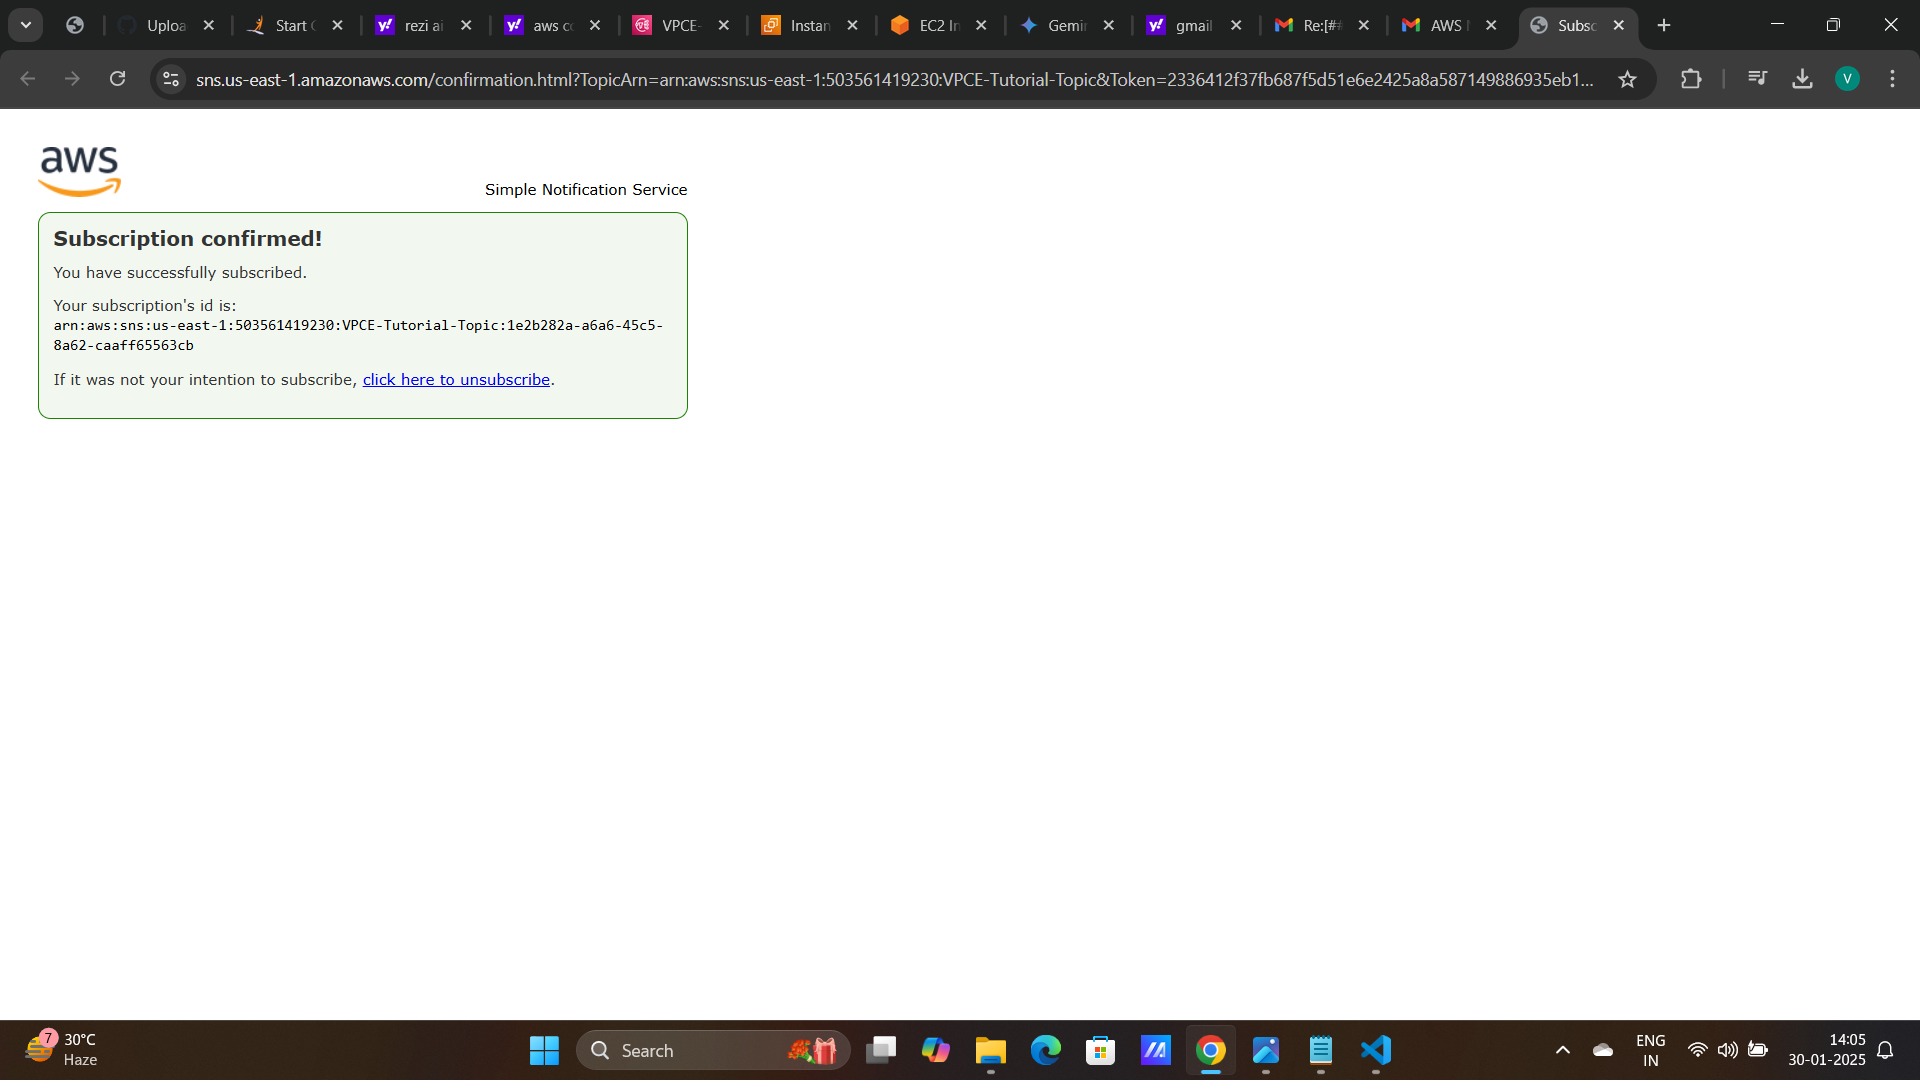 Uploa
Start C
rezi ai
aws co
VPCE-
Instan
EC2 In
Gemin
gmail
Re:[##
AWS N
Subsc
sns.us-east-1.amazonaws.com/confirmation.html?TopicArn=arn:aws:sns:us-east-1:503561419230:VPCE-Tutorial-Topic&Token=2336412f37fb687f5d51e6e2425a8a587149886935eb1...
V
aws
Simple Notification Service
Subscription confirmed!
You have successfully subscribed.
Your subscription's id is:
arn:aws:sns:us-east-1:503561419230:VPCE-Tutorial-Topic:1e2b282a-a6a6-45c5-
8a62-caaff65563cb
If it was not your intention to subscribe, click here to unsubscribe.
7
30°C
Haze
Search
ENG
IN
14:05
30-01-2025